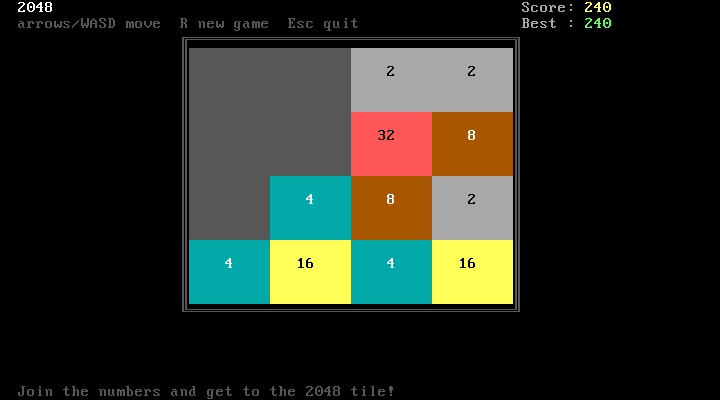 2048
Score: 240
arrows/WASD move  R new game  Esc quit
Best : 240
2 2
32 8
4 8 2
4 16 4 16
Join the numbers and get to the 2048 tile!